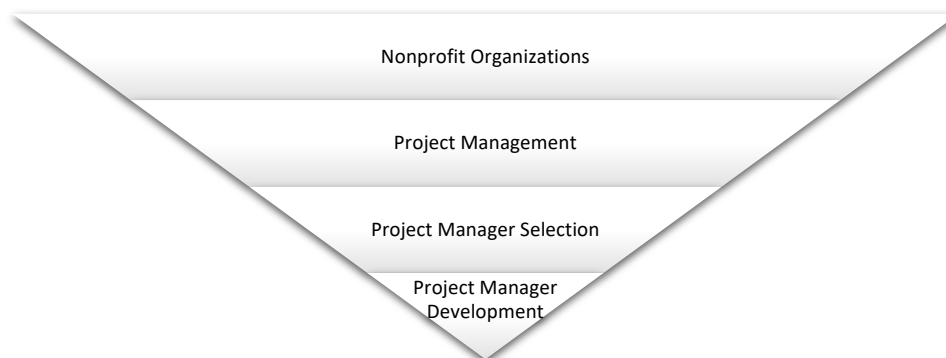 Nonprofit Organizations
Project Management
Project Manager Selection
Project Manager
Development